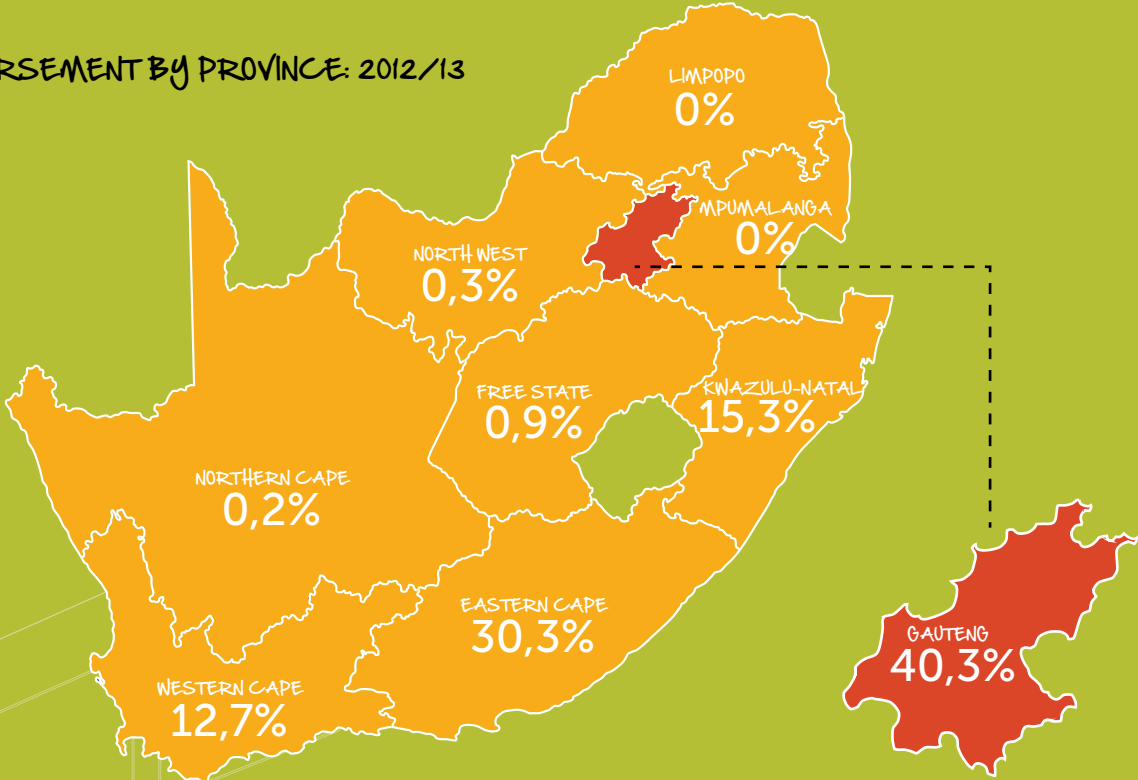 RSEMENT BY PROVINCE: 2012/13
LIMPOPO
0%
MPUMALANGA
0%
NORTH WEST
0,3%
FREE STATE
0,9%
KWAZULU-NATAL
15,3%
NORTHERN CAPE
0,2%
EASTERN CAPE
30,3%
GAUTENG
40,3%
WESTERN CAPE
12,7%